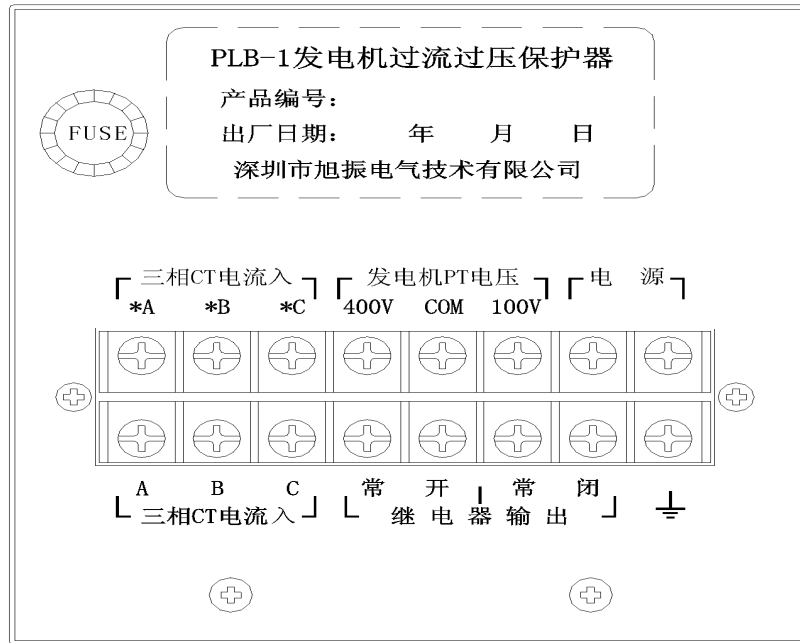 PLB-1发电机过流过压保护器
产品编号:
出厂日期: 年 月 日
深圳市旭振电气技术有限公司
FUSE
三相CT电流入 发电机PT电压 电 源
*A *B *C 400V COM 100V
A B C 常 开 常 闭
三相CT电流入 继 电 器 输 出